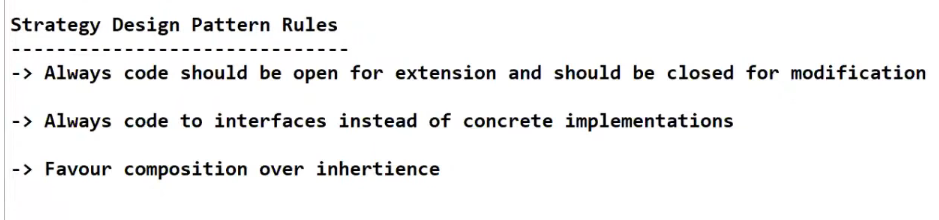 Strategy Design Pattern Rules
------------------------------
-> Always code should be open for extension and should be closed for modification
-> Always code to interfaces instead of concrete implementations
-> Favour composition over inhertience